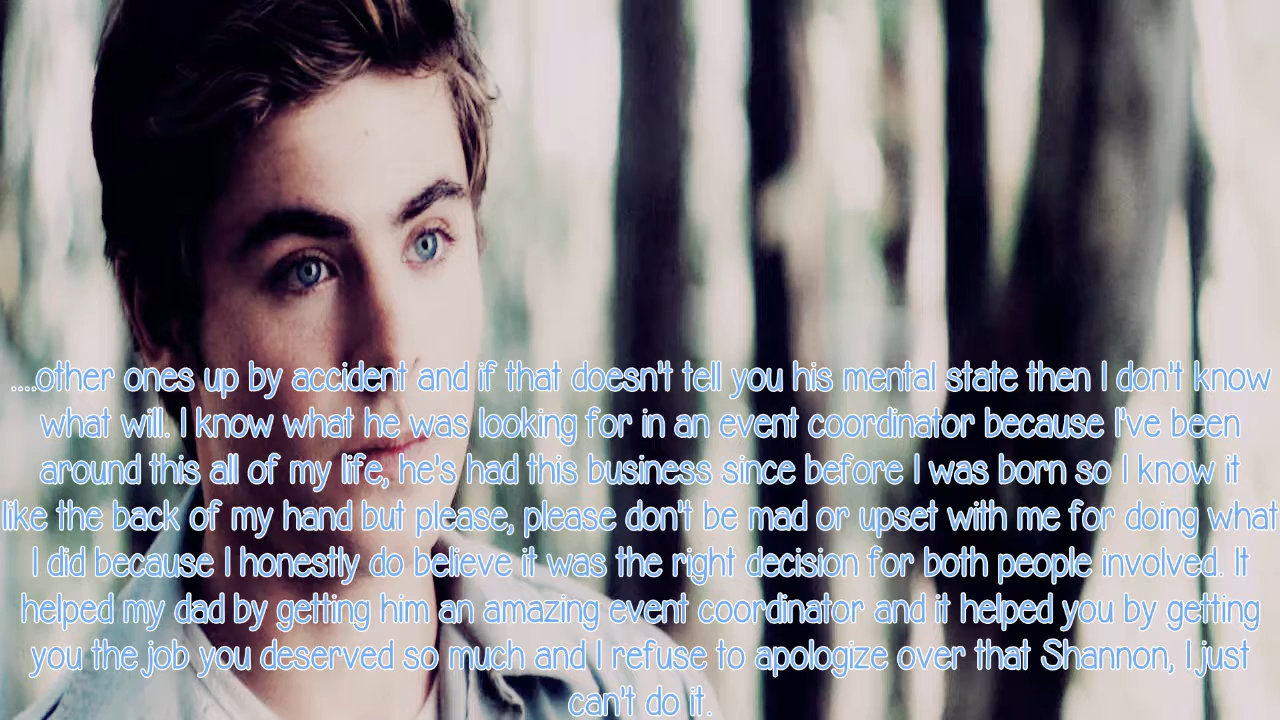 ....other ones up by accident and if that doesn't tell you his mental state then I don't know
what will. I know what he was looking for in an event coordinator because I've been
around this all of my life, he's had this business since before I was born so I know it
like the back of my hand but please, please don't be mad or upset with me for doing what
I did because I honestly do believe it was the right decision for both people involved. It
helped my dad by getting him an amazing event coordinator and it helped you by getting
you the job you deserved so much and I refuse to apologize over that Shannon, I just
can't do it.